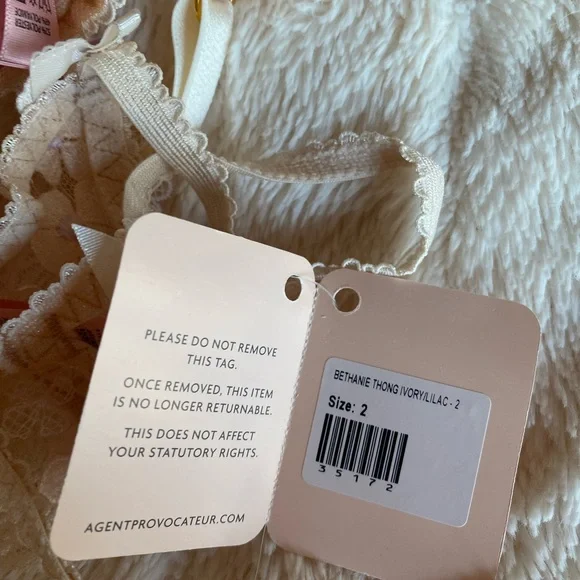 PLEASE DO NOT REMOVE
THIS TAG.
ONCE REMOVED, THIS ITEM
IS NO LONGER RETURNABLE.
THIS DOES NOT AFFECT
YOUR STATUTORY RIGHTS.
AGENTPROVOCATEUR.COM
BETHANIE THONG IVORY/LILAC - 2
Size: 2
35172